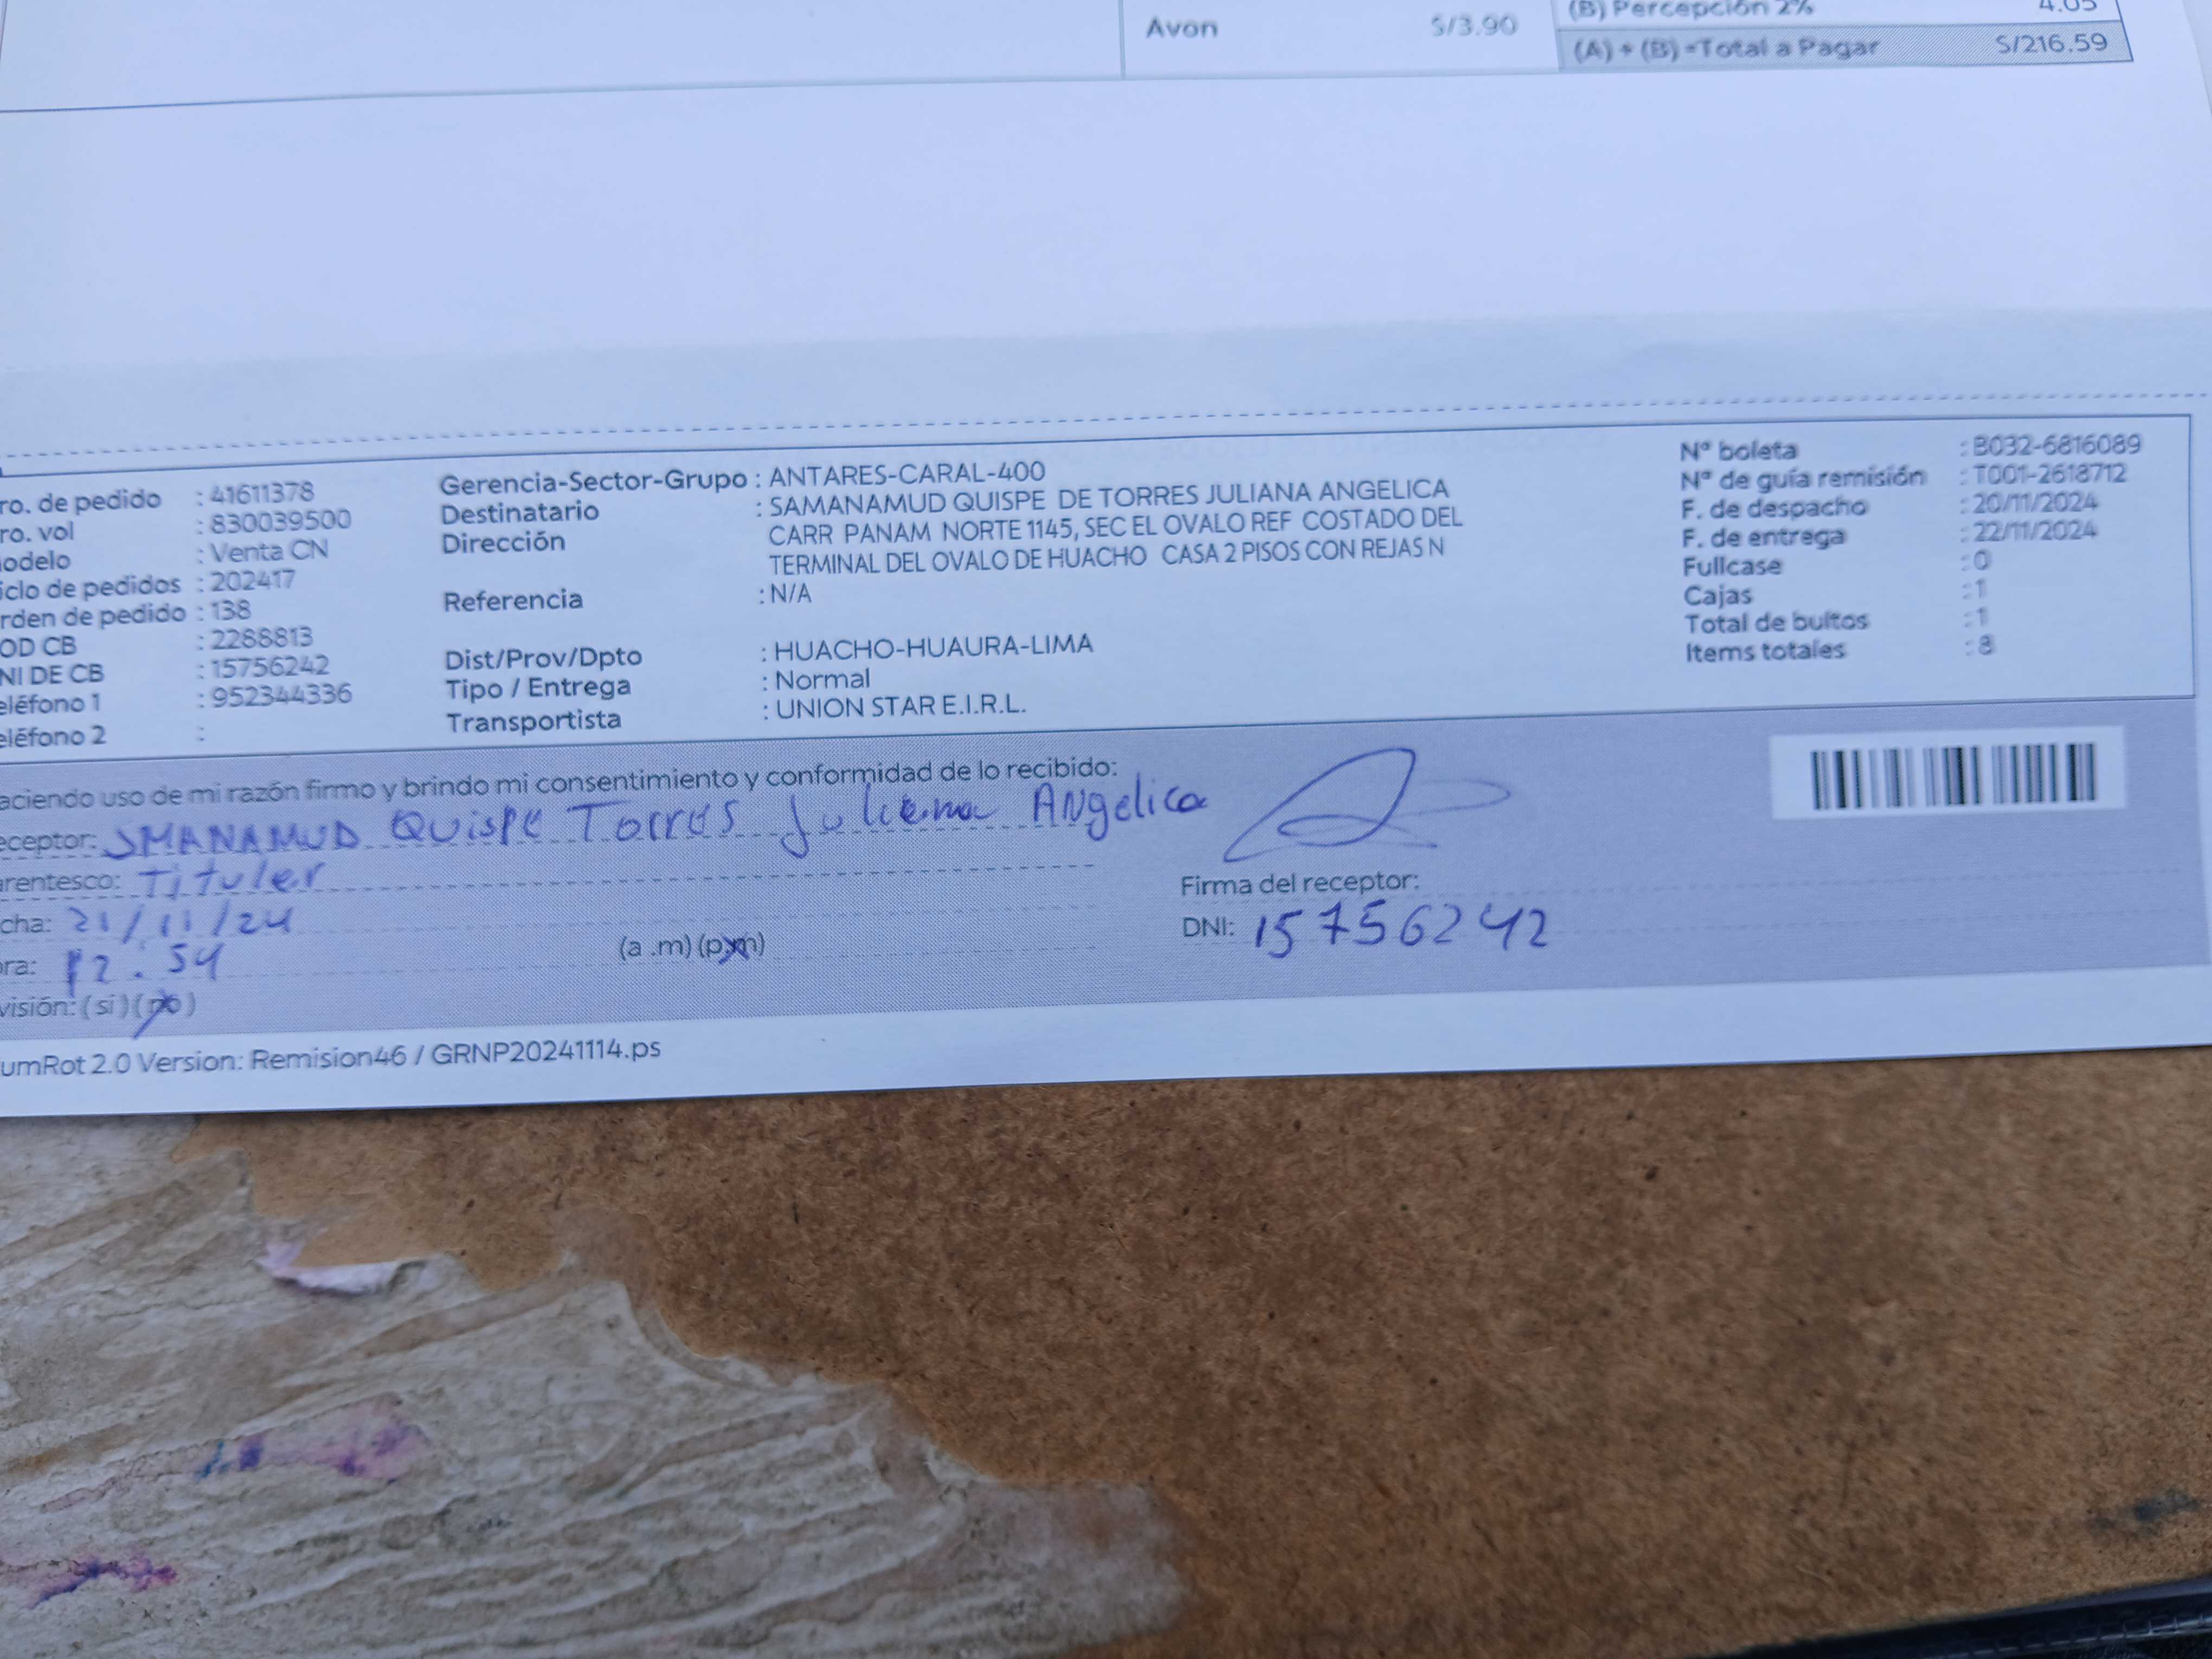 (B) Percepción 2% 4.05
Avon S/3.90
(A) + (B) =Total a Pagar S/216.59
ro. de pedido : 41611378
ro. vol : 830039500
odelo : Venta CN
iclo de pedidos : 202417
rden de pedido : 138
OD CB : 2288813
NI DE CB : 15756242
eléfono 1 : 952344336
eléfono 2 :
Gerencia-Sector-Grupo : ANTARES-CARAL-400
Destinatario : SAMANAMUD QUISPE DE TORRES JULIANA ANGELICA
Dirección CARR PANAM NORTE 1145, SEC EL OVALO REF COSTADO DEL
TERMINAL DEL OVALO DE HUACHO CASA 2 PISOS CON REJAS N
Referencia : N/A
Dist/Prov/Dpto : HUACHO-HUAURA-LIMA
Tipo / Entrega : Normal
Transportista : UNION STAR E.I.R.L.
Nª boleta : B032-6816089
Nª de guía remisión : T001-2618712
F. de despacho : 20/11/2024
F. de entrega : 22/11/2024
Fullcase : 0
Cajas : 1
Total de bultos : 1
Items totales : 8
aciendo uso de mi razón firmo y brindo mi consentimiento y conformidad de lo recibido:
eceptor: SMANAMUD Quispe Torres Juliana Angelica
arentesco: Tituler
cha: 21/11/24
ora: 12:54 (a .m) (p.m)
visión: (si) (no)
Firma del receptor:
DNI: 15756242
umRot 2.0 Version: Remision46 / GRNP20241114.ps